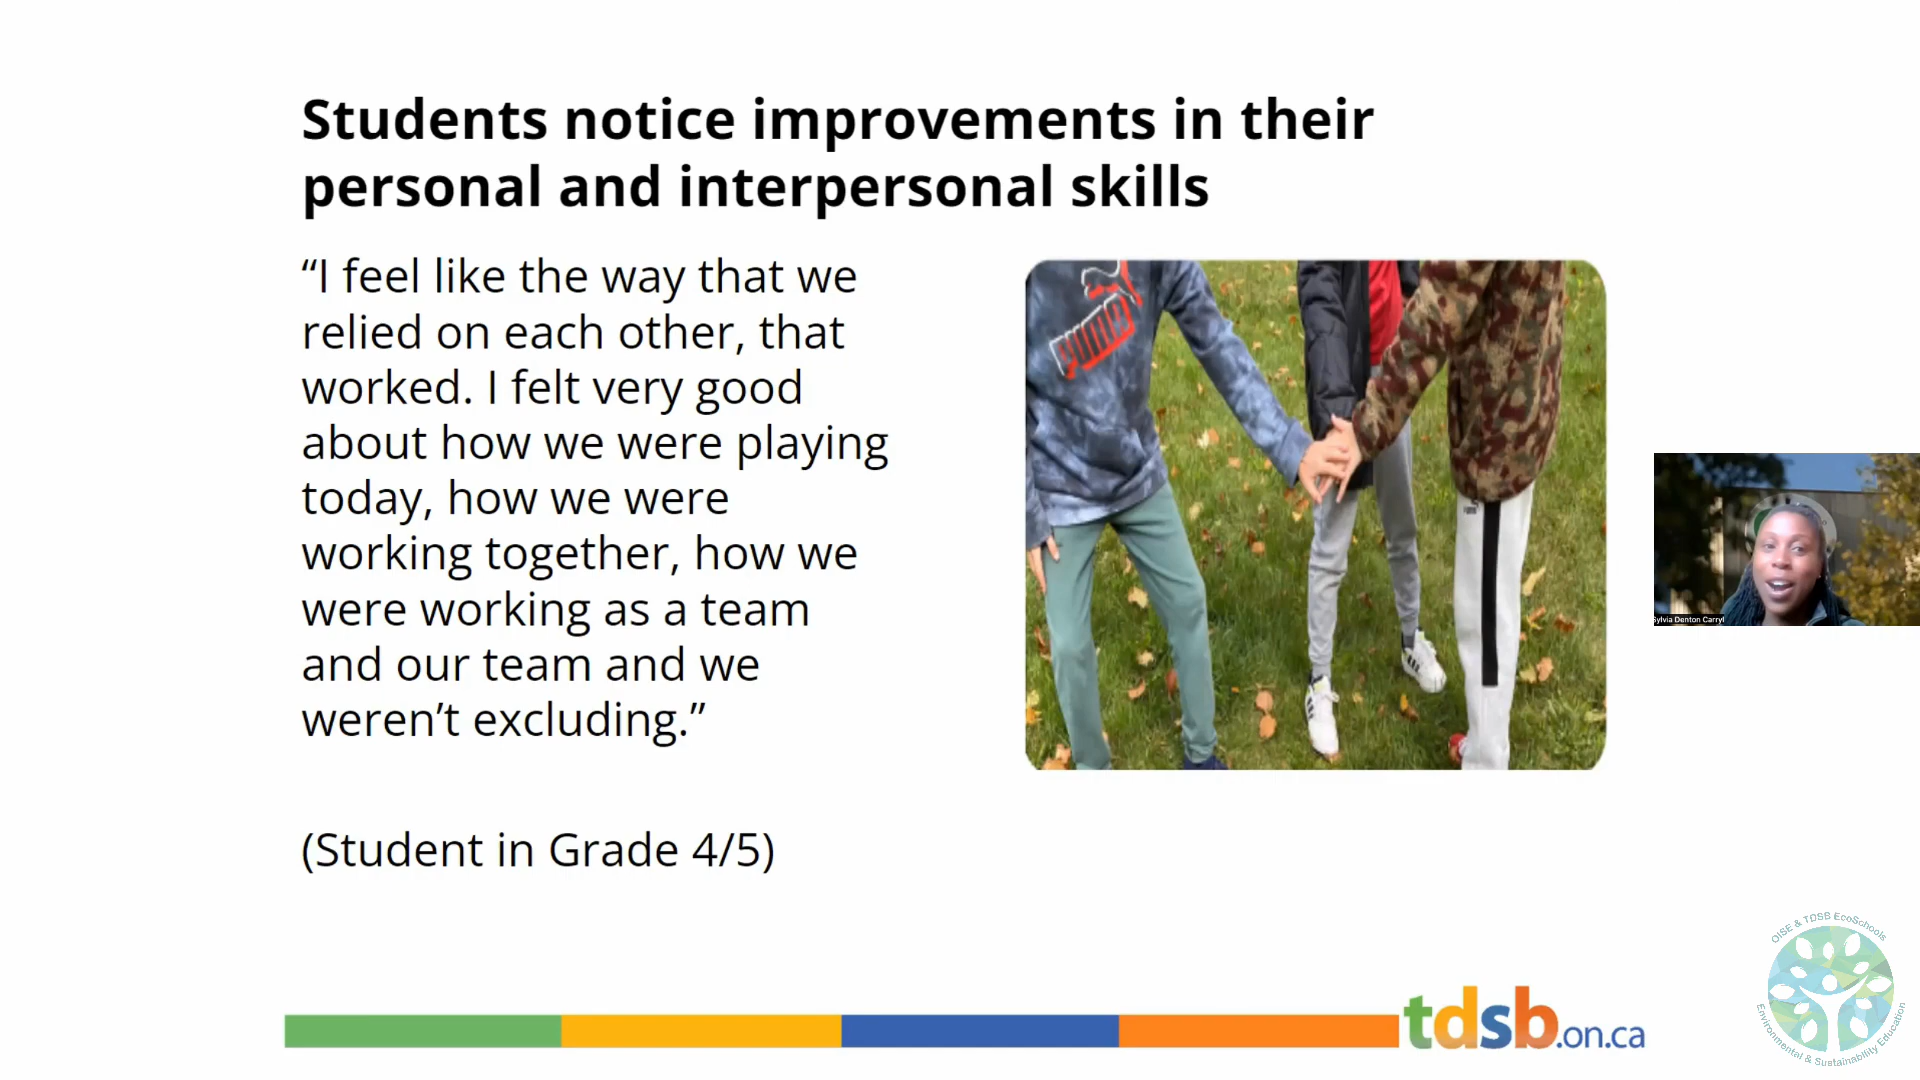 Students notice improvements in their
personal and interpersonal skills
“I feel like the way that we
relied on each other, that
worked. I felt very good
about how we were playing
today, how we were
working together, how we
were working as a team
and our team and we
weren’t excluding.”
(Student in Grade 4/5)
PUMA
Sylvia Denton Carryl
OISE & TDSB EcoSchools
Environmental & Sustainability Education
tdsb.on.ca